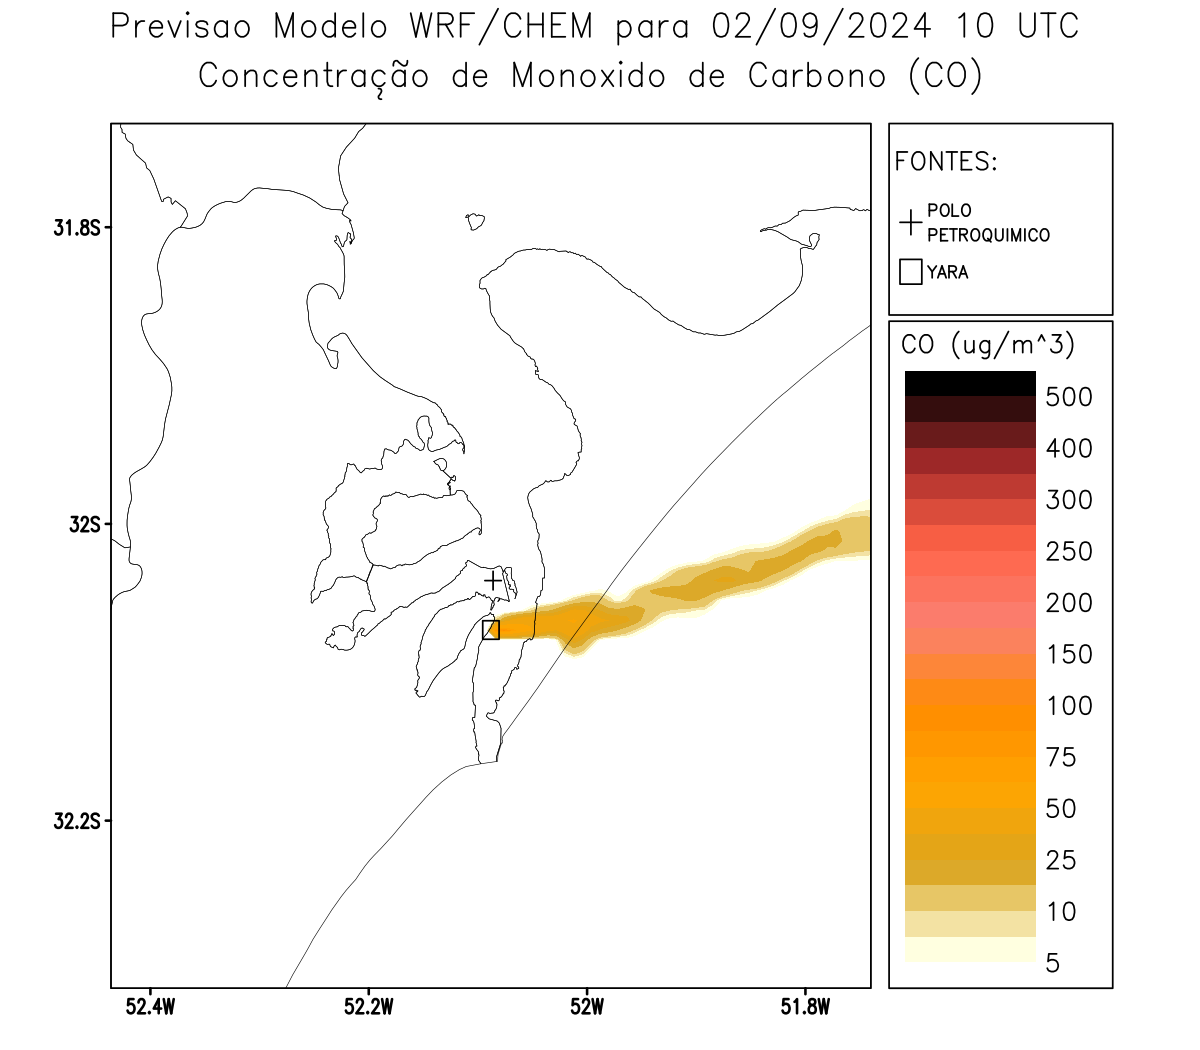 Previsao Modelo WRF/CHEM para 02/09/2024 10 UTC
Concentração de Monoxido de Carbono (CO)
FONTES:
POLO
PETROQUIMICO
YARA
CO (ug/m^3)
500
400
300
250
200
150
100
75
50
25
10
5
31.8S
32S
32.2S
52.4W
52.2W
52W
51.8W